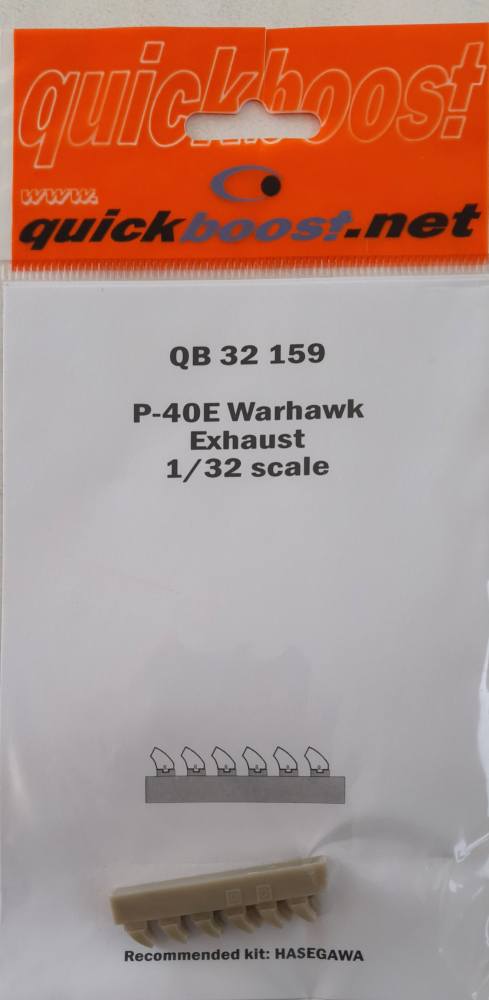 quickboost
www.
quickboost.net
QB 32 159
P-40E Warhawk
Exhaust
1/32 scale
Recommended kit: HASEGAWA